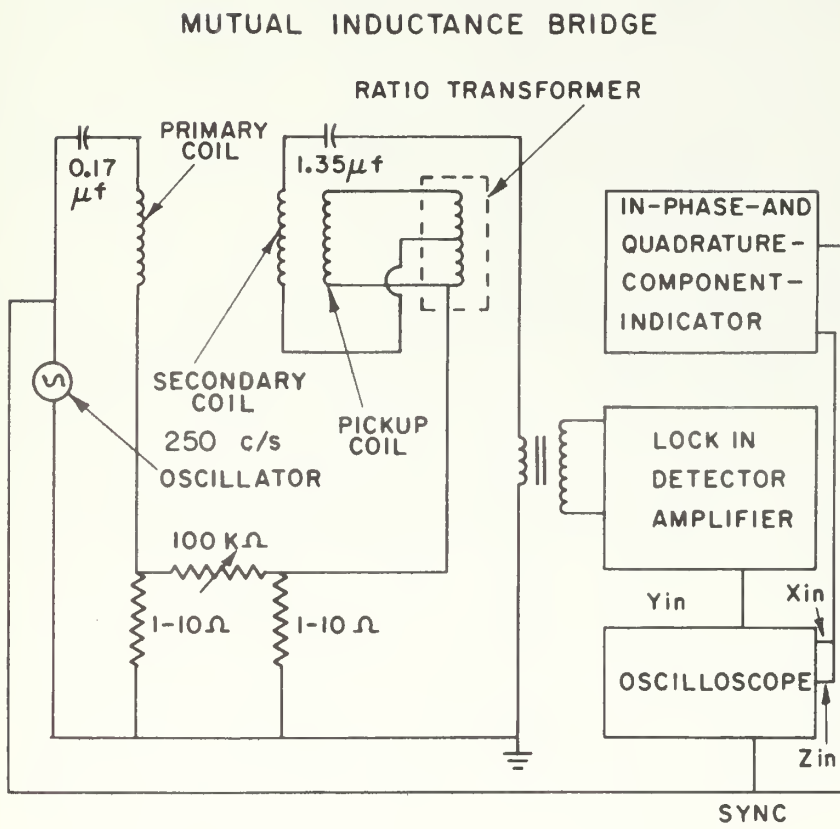 MUTUAL INDUCTANCE BRIDGE
RATIO TRANSFORMER
PRIMARY
COIL
0.17
μf
1.35μf
IN-PHASE-AND
QUADRATURE-
COMPONENT-
INDICATOR
SECONDARY
COIL
PICKUP
COIL
250 c/s
OSCILLATOR
LOCK IN
DETECTOR
AMPLIFIER
100 KΩ
1-10Ω
1-10Ω
Yin
Xin
OSCILLOSCOPE
Zin
SYNC